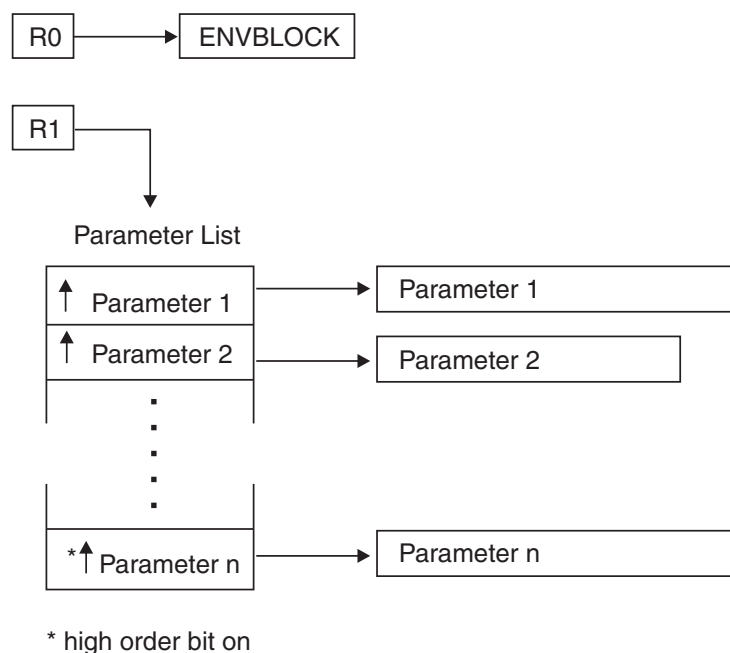 R0 ENVBLOCK
R1
Parameter List
Parameter 1 Parameter 1
Parameter 2 Parameter 2
* Parameter n Parameter n
* high order bit on